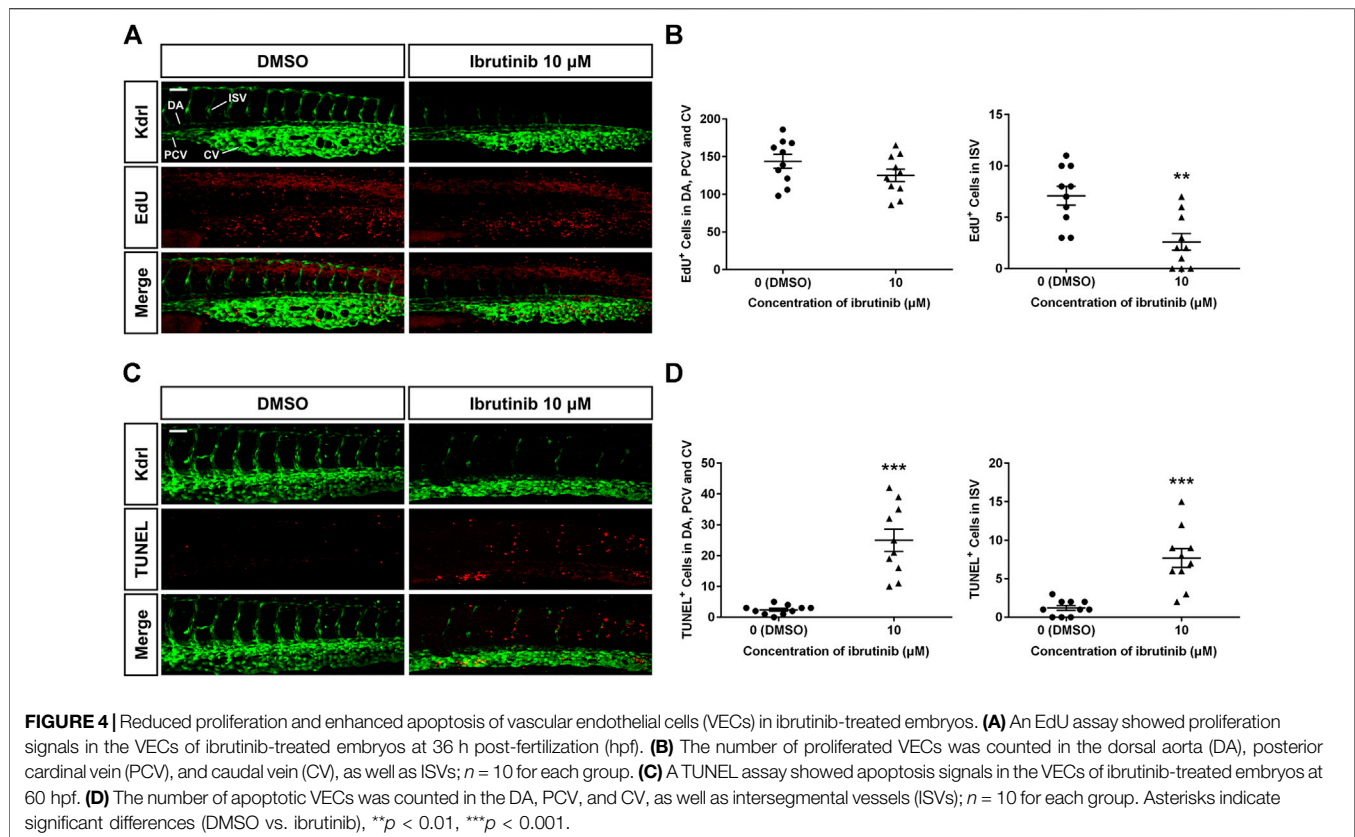 A
B
DMSO
Ibrutinib 10 µM
Kdrl
DA
ISV
PCV
CV
EdU
Merge
EdU⁺ Cells in DA, PCV and CV
200
150
100
50
0
0 (DMSO)
10
Concentration of ibrutinib (µM)
EdU⁺ Cells in ISV
15
10
5
0
**
0 (DMSO)
10
Concentration of ibrutinib (µM)
C
D
DMSO
Ibrutinib 10 µM
Kdrl
TUNEL
Merge
TUNEL⁺ Cells in DA, PCV and CV
50
40
30
20
10
0
***
0 (DMSO)
10
Concentration of ibrutinib (µM)
TUNEL⁺ Cells in ISV
20
15
10
5
0
***
0 (DMSO)
10
Concentration of ibrutinib (µM)
FIGURE 4 | Reduced proliferation and enhanced apoptosis of vascular endothelial cells (VECs) in ibrutinib-treated embryos. (A) An EdU assay showed proliferation
signals in the VECs of ibrutinib-treated embryos at 36 h post-fertilization (hpf). (B) The number of proliferated VECs was counted in the dorsal aorta (DA), posterior
cardinal vein (PCV), and caudal vein (CV), as well as ISVs; n = 10 for each group. (C) A TUNEL assay showed apoptosis signals in the VECs of ibrutinib-treated embryos at
60 hpf. (D) The number of apoptotic VECs was counted in the DA, PCV, and CV, as well as intersegmental vessels (ISVs); n = 10 for each group. Asterisks indicate
significant differences (DMSO vs. ibrutinib), **p < 0.01, ***p < 0.001.